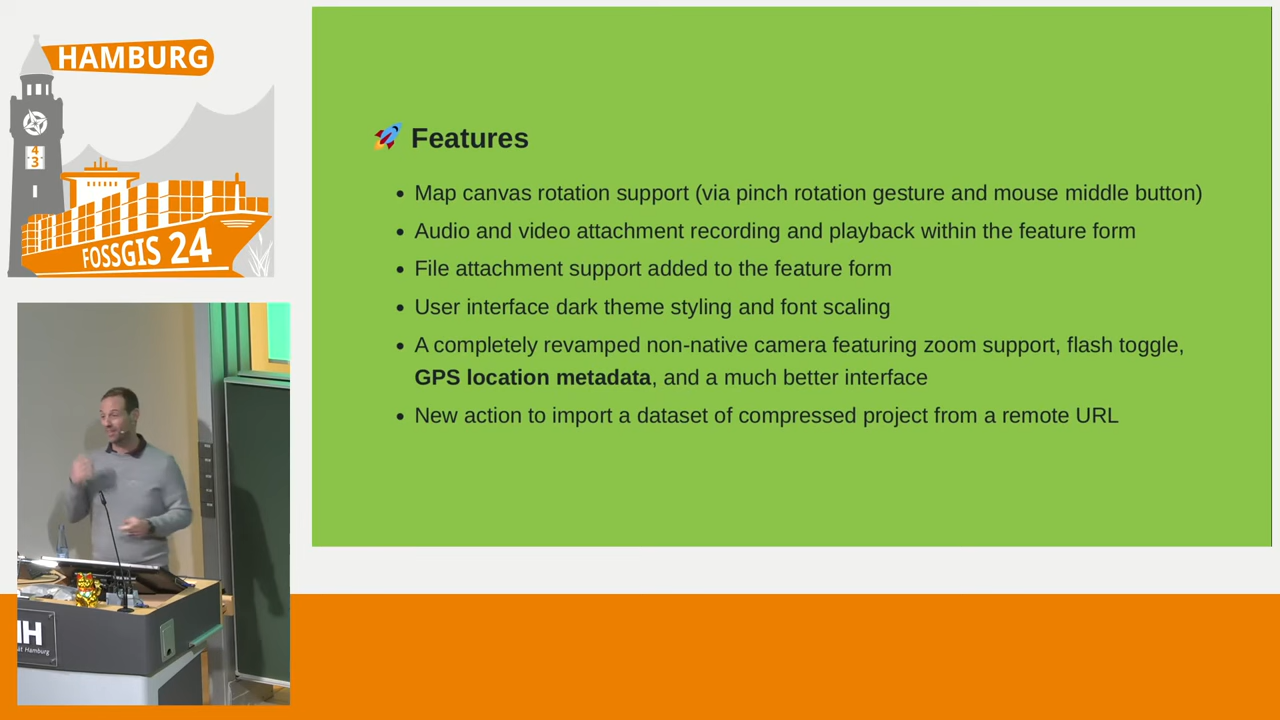 HAMBURG
4
3
FOSSGIS 24
🚀 Features
• Map canvas rotation support (via pinch rotation gesture and mouse middle button)
• Audio and video attachment recording and playback within the feature form
• File attachment support added to the feature form
• User interface dark theme styling and font scaling
• A completely revamped non-native camera featuring zoom support, flash toggle,
GPS location metadata, and a much better interface
• New action to import a dataset of compressed project from a remote URL
Hamburg